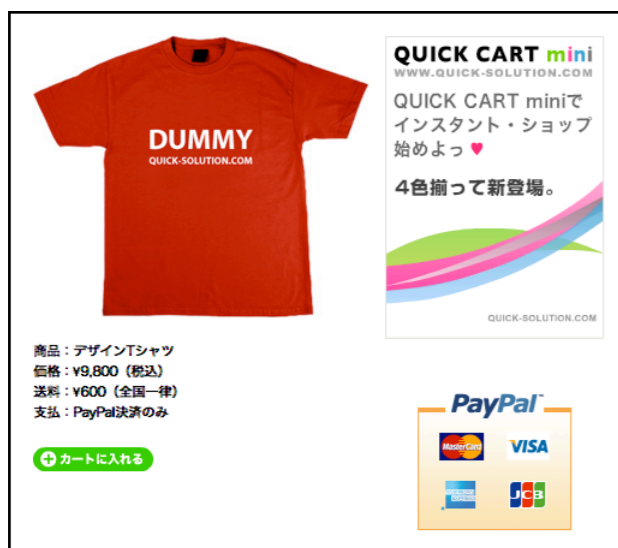 DUMMY
QUICK-SOLUTION.COM
商品：デザインTシャツ
価格：¥9,800（税込）
送料：¥600（全国一律）
支払：PayPal決済のみ
カートに入れる
QUICK CART mini
WWW.QUICK-SOLUTION.COM
QUICK CART miniで
インスタント・ショップ
始めよっ♥
4色揃って新登場。
QUICK-SOLUTION.COM
PayPal
MasterCard
VISA
JCB